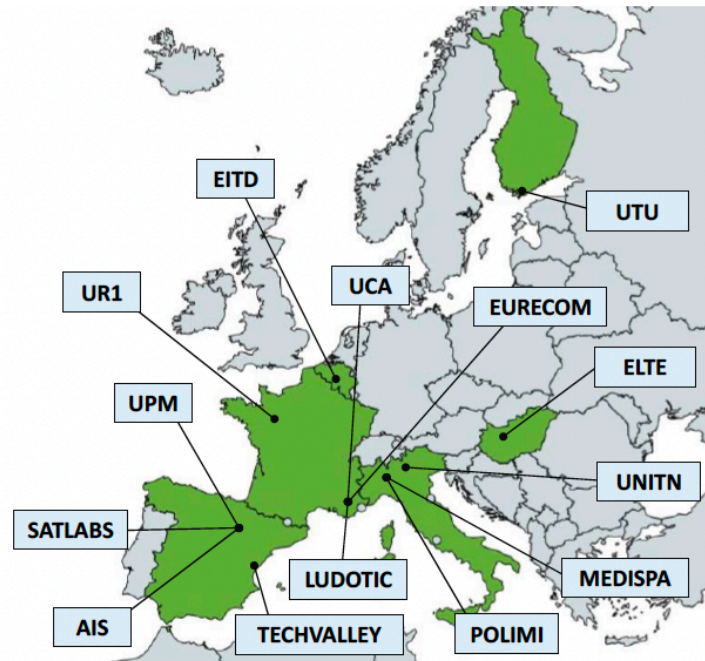 EITD
UTU
UCA
UR1
EURECOM
ELTE
UPM
UNITN
SATLABS
LUDOTIC
MEDISPA
AIS
TECHVALLEY
POLIMI